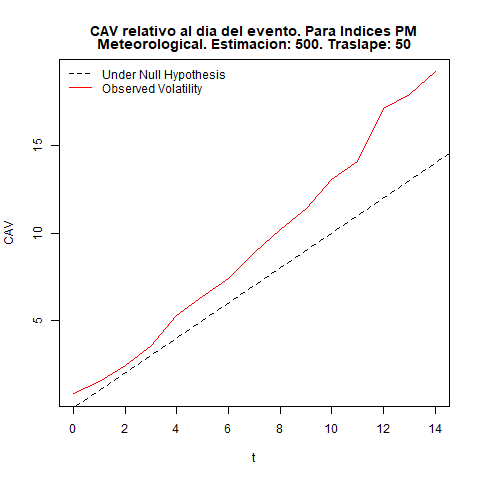 CAV relativo al dia del evento. Para Indices PM
Meteorological. Estimacion: 500. Traslape: 50
Under Null Hypothesis
Observed Volatility
15
10
5
CAV
0 2 4 6 8 10 12 14
t